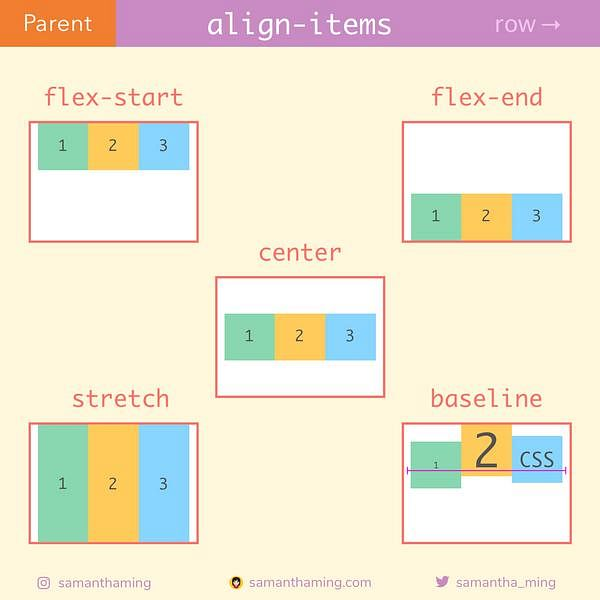 Parent align-items row →
flex-start flex-end
1 2 3
1 2 3
center
1 2 3
stretch baseline
1 2 3
1 2 CSS
samanthaming samanthaming.com samantha_ming